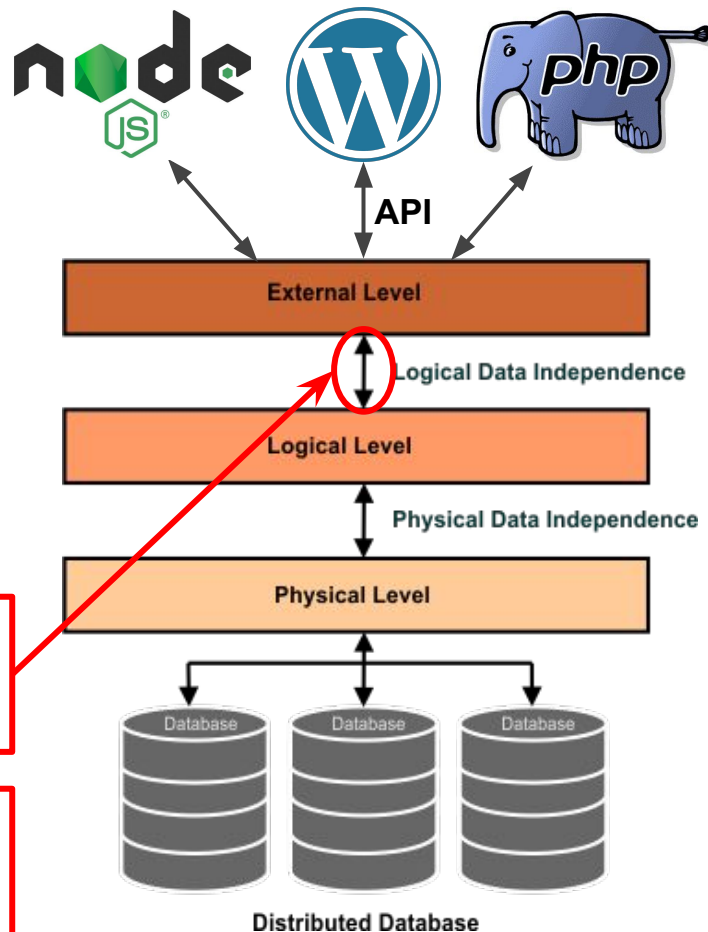 node
JS®
W
php
API
External Level
Logical Data Independence
Logical Level
Physical Data Independence
Physical Level
Database
Database
Database
Distributed Database